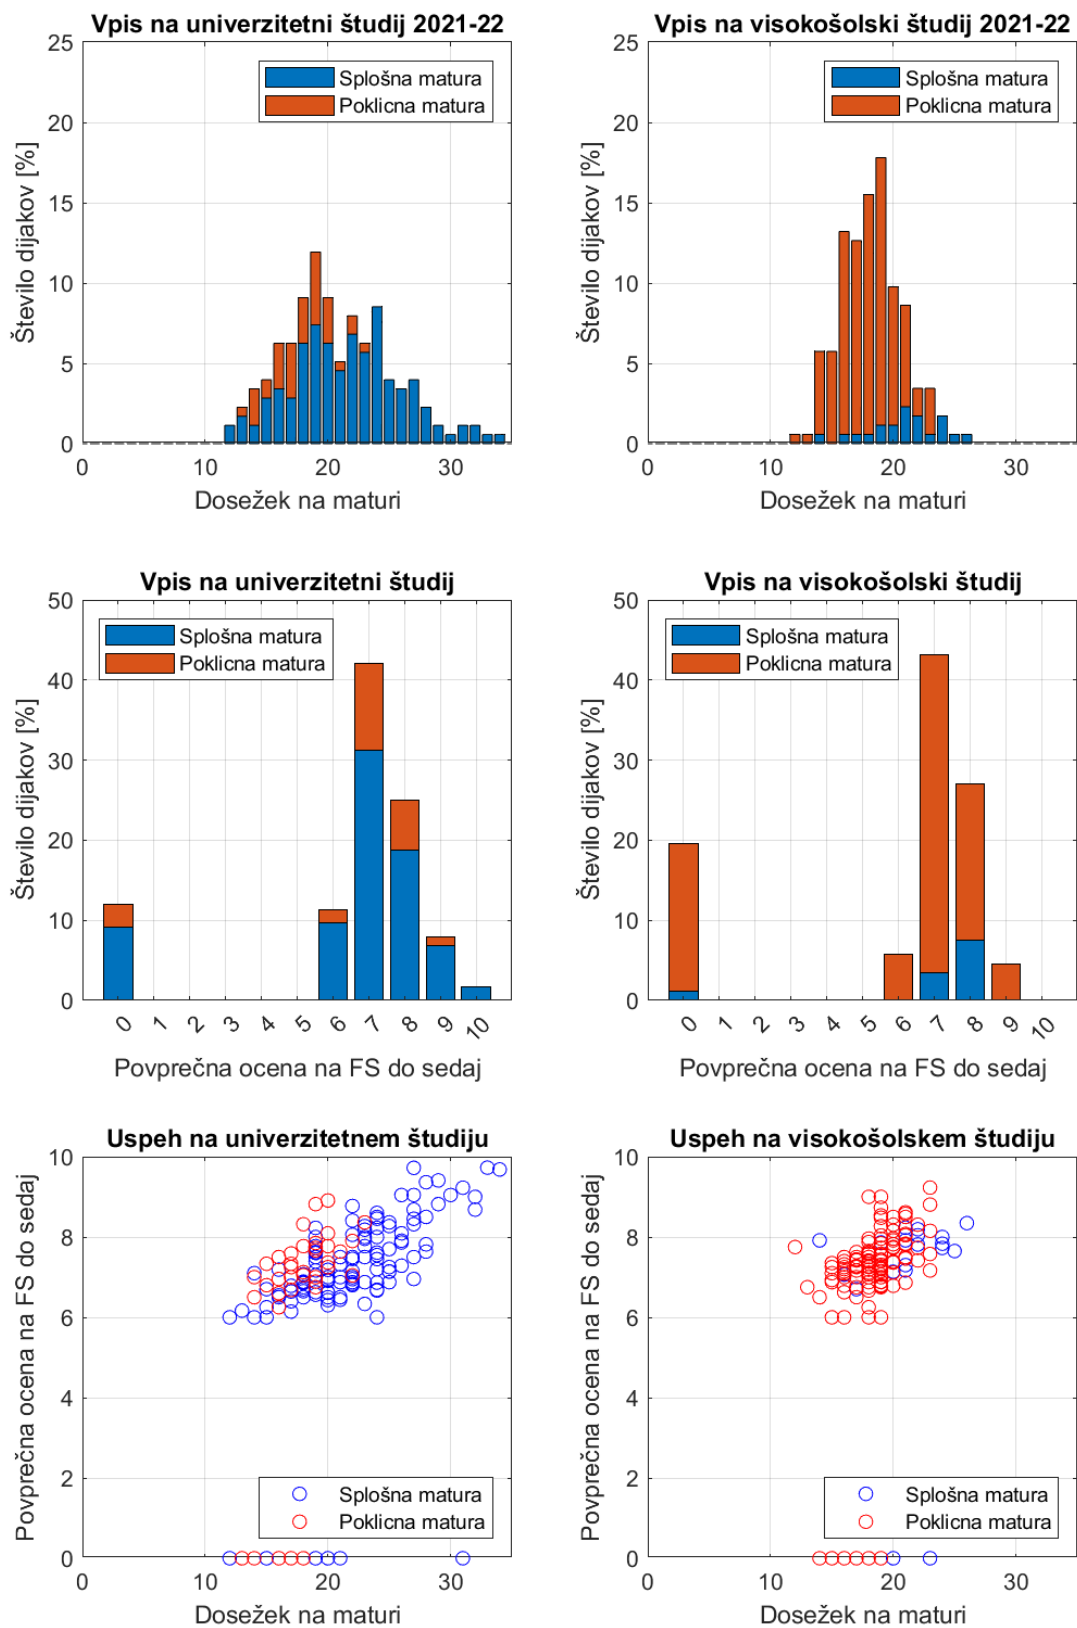 Vpis na univerzitetni študij 2021-22
25
20
15
10
5
0
Število dijakov [%]
Splošna matura
Poklicna matura
0 10 20 30
Dosežek na maturi
Vpis na visokošolski študij 2021-22
25
20
15
10
5
0
Število dijakov [%]
Splošna matura
Poklicna matura
0 10 20 30
Dosežek na maturi
Vpis na univerzitetni študij
50
40
30
20
10
0
Število dijakov [%]
Splošna matura
Poklicna matura
0 1 2 3 4 5 6 7 8 9 10
Povprečna ocena na FS do sedaj
Vpis na visokošolski študij
50
40
30
20
10
0
Število dijakov [%]
Splošna matura
Poklicna matura
0 1 2 3 4 5 6 7 8 9 10
Povprečna ocena na FS do sedaj
Uspeh na univerzitetnem študiju
10
8
6
4
2
0
Povprečna ocena na FS do sedaj
Splošna matura
Poklicna matura
0 10 20 30
Dosežek na maturi
Uspeh na visokošolskem študiju
10
8
6
4
2
0
Povprečna ocena na FS do sedaj
Splošna matura
Poklicna matura
0 10 20 30
Dosežek na maturi